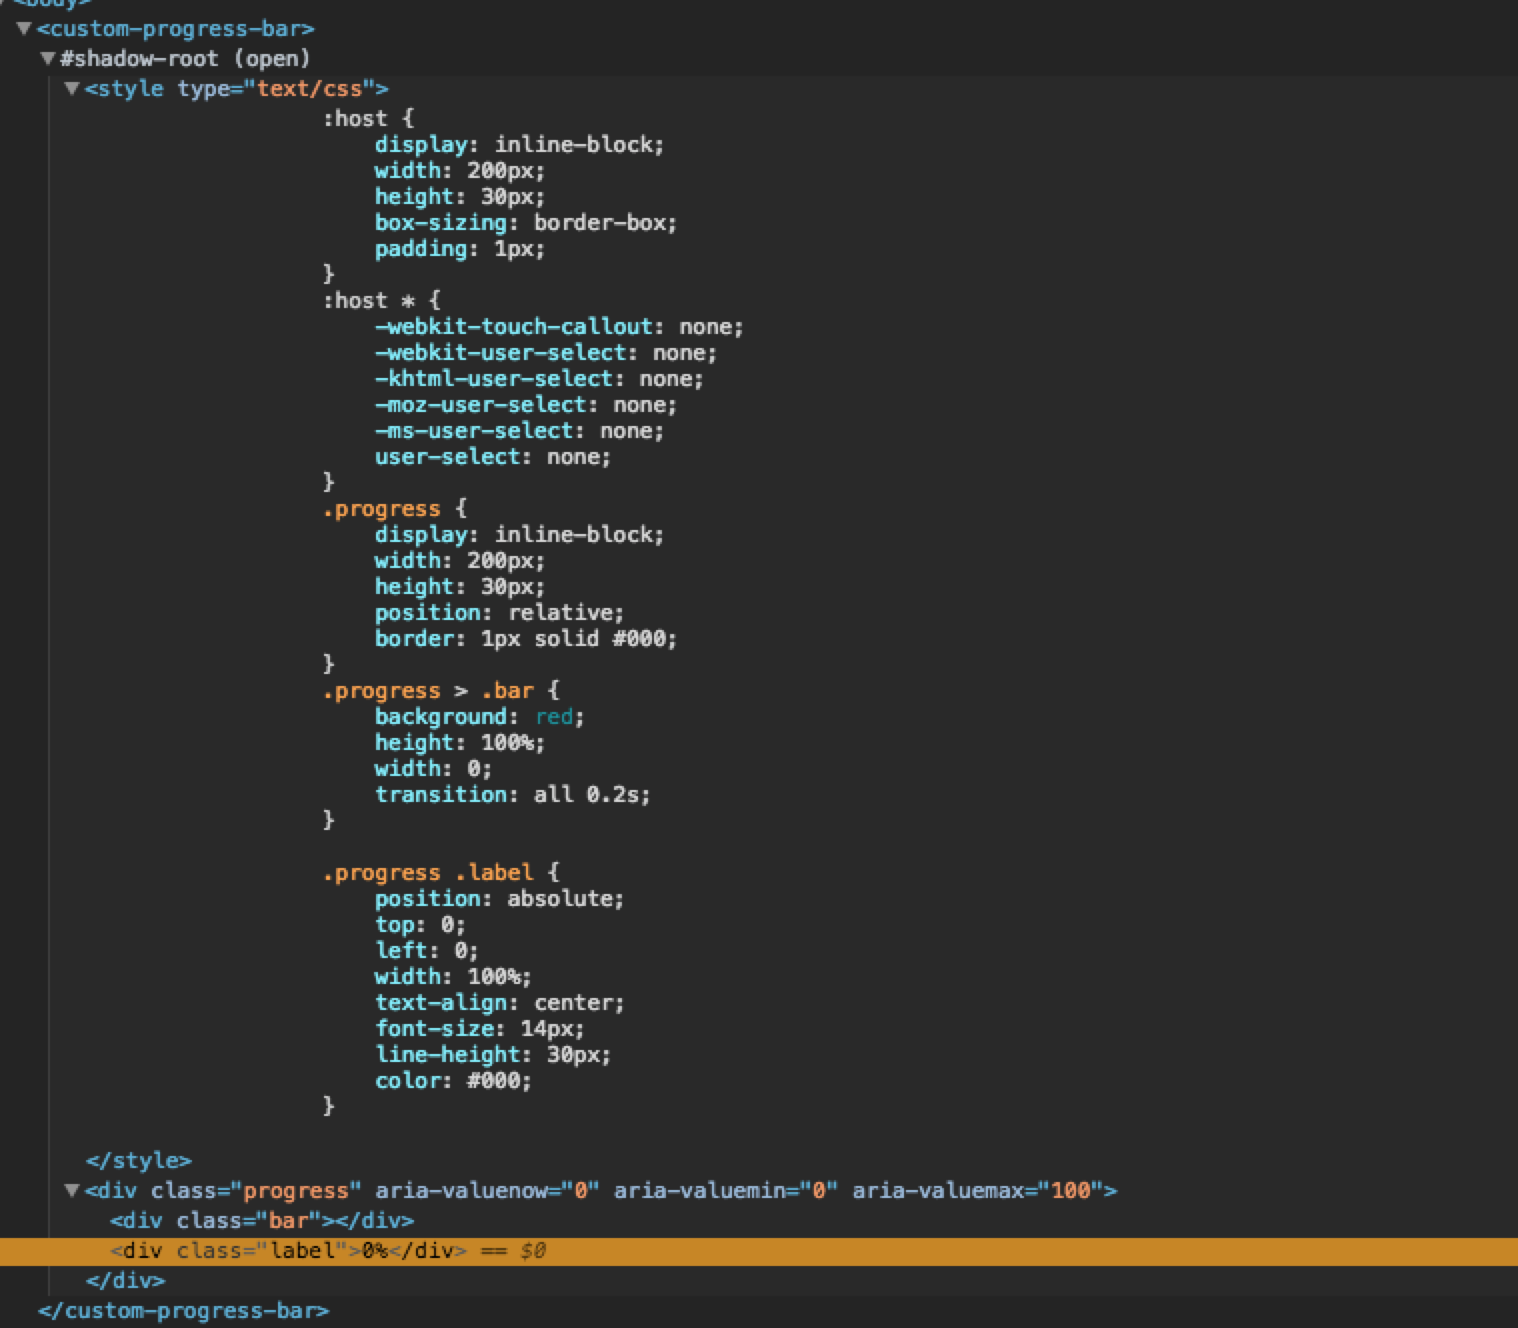 <body>
▼<custom-progress-bar>
▼#shadow-root (open)
▼<style type="text/css">
:host {
display: inline-block;
width: 200px;
height: 30px;
box-sizing: border-box;
padding: 1px;
}
:host * {
-webkit-touch-callout: none;
-webkit-user-select: none;
-khtml-user-select: none;
-moz-user-select: none;
-ms-user-select: none;
user-select: none;
}
.progress {
display: inline-block;
width: 200px;
height: 30px;
position: relative;
border: 1px solid #000;
}
.progress > .bar {
background: red;
height: 100%;
width: 0;
transition: all 0.2s;
}
.progress .label {
position: absolute;
top: 0;
left: 0;
width: 100%;
text-align: center;
font-size: 14px;
line-height: 30px;
color: #000;
}
</style>
▼<div class="progress" aria-valuenow="0" aria-valuemin="0" aria-valuemax="100">
<div class="bar"></div>
<div class="label">0%</div> == $0
</div>
</custom-progress-bar>